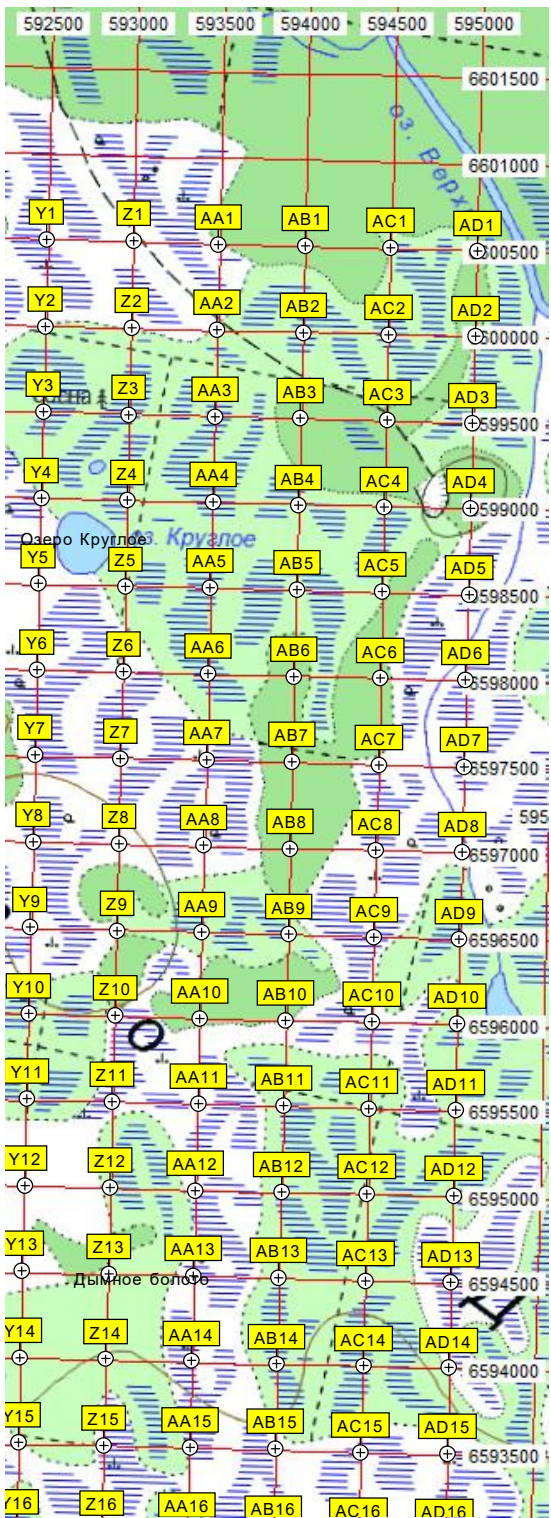 592500 593000 593500 594000 594500 595000
6601500
оз. Верх
6601000
Y1 Z1 AA1 AB1 AC1 AD1
600500
Y2 Z2 AA2 AB2 AC2 AD2
600000
Y3 Z3 AA3 AB3 AC3 AD3
599500
Y4 Z4 AA4 AB4 AC4 AD4
599000
Озеро Круглое
з. Круглое
Y5 Z5 AA5 AB5 AC5 AD5
598500
Y6 Z6 AA6 AB6 AC6 AD6
6598000
Y7 Z7 AA7 AB7 AC7 AD7
6597500
595
Y8 Z8 AA8 AB8 AC8 AD8
6597000
Y9 Z9 AA9 AB9 AC9 AD9
6596500
Y10 Z10 AA10 AB10 AC10 AD10
6596000
О
Y11 Z11 AA11 AB11 AC11 AD11
6595500
Y12 Z12 AA12 AB12 AC12 AD12
6595000
Y13 Z13 AA13 AB13 AC13 AD13
Дымное болото
6594500
Y14 Z14 AA14 AB14 AC14 AD14
6594000
Y15 Z15 AA15 AB15 AC15 AD15
6593500
Y16 Z16 AA16 AB16 AC16 AD16